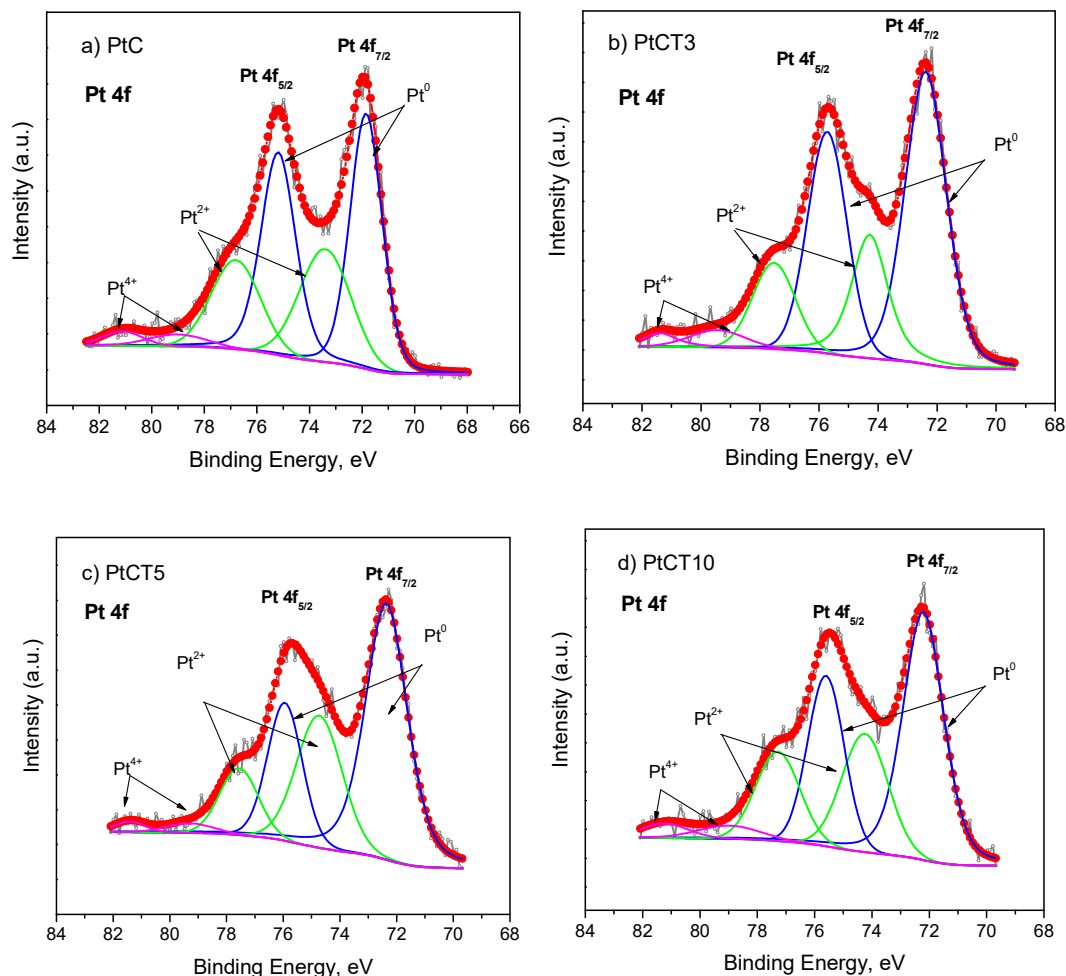 a) PtC
Pt 4f
Pt 4f5/2
Pt 4f7/2
Pt0
Pt2+
Pt4+
Intensity (a.u.)
84 82 80 78 76 74 72 70 68 66
Binding Energy, eV
b) PtCT3
Pt 4f
Pt 4f5/2
Pt 4f7/2
Pt0
Pt2+
Pt4+
Intensity (a.u.)
84 82 80 78 76 74 72 70 68
Binding Energy, eV
c) PtCT5
Pt 4f
Pt 4f5/2
Pt 4f7/2
Pt0
Pt2+
Pt4+
Intensity (a.u.)
84 82 80 78 76 74 72 70 68
Binding Energy, eV
d) PtCT10
Pt 4f
Pt 4f5/2
Pt 4f7/2
Pt0
Pt2+
Pt4+
Intensity (a.u.)
84 82 80 78 76 74 72 70 68
Binding Energy, eV